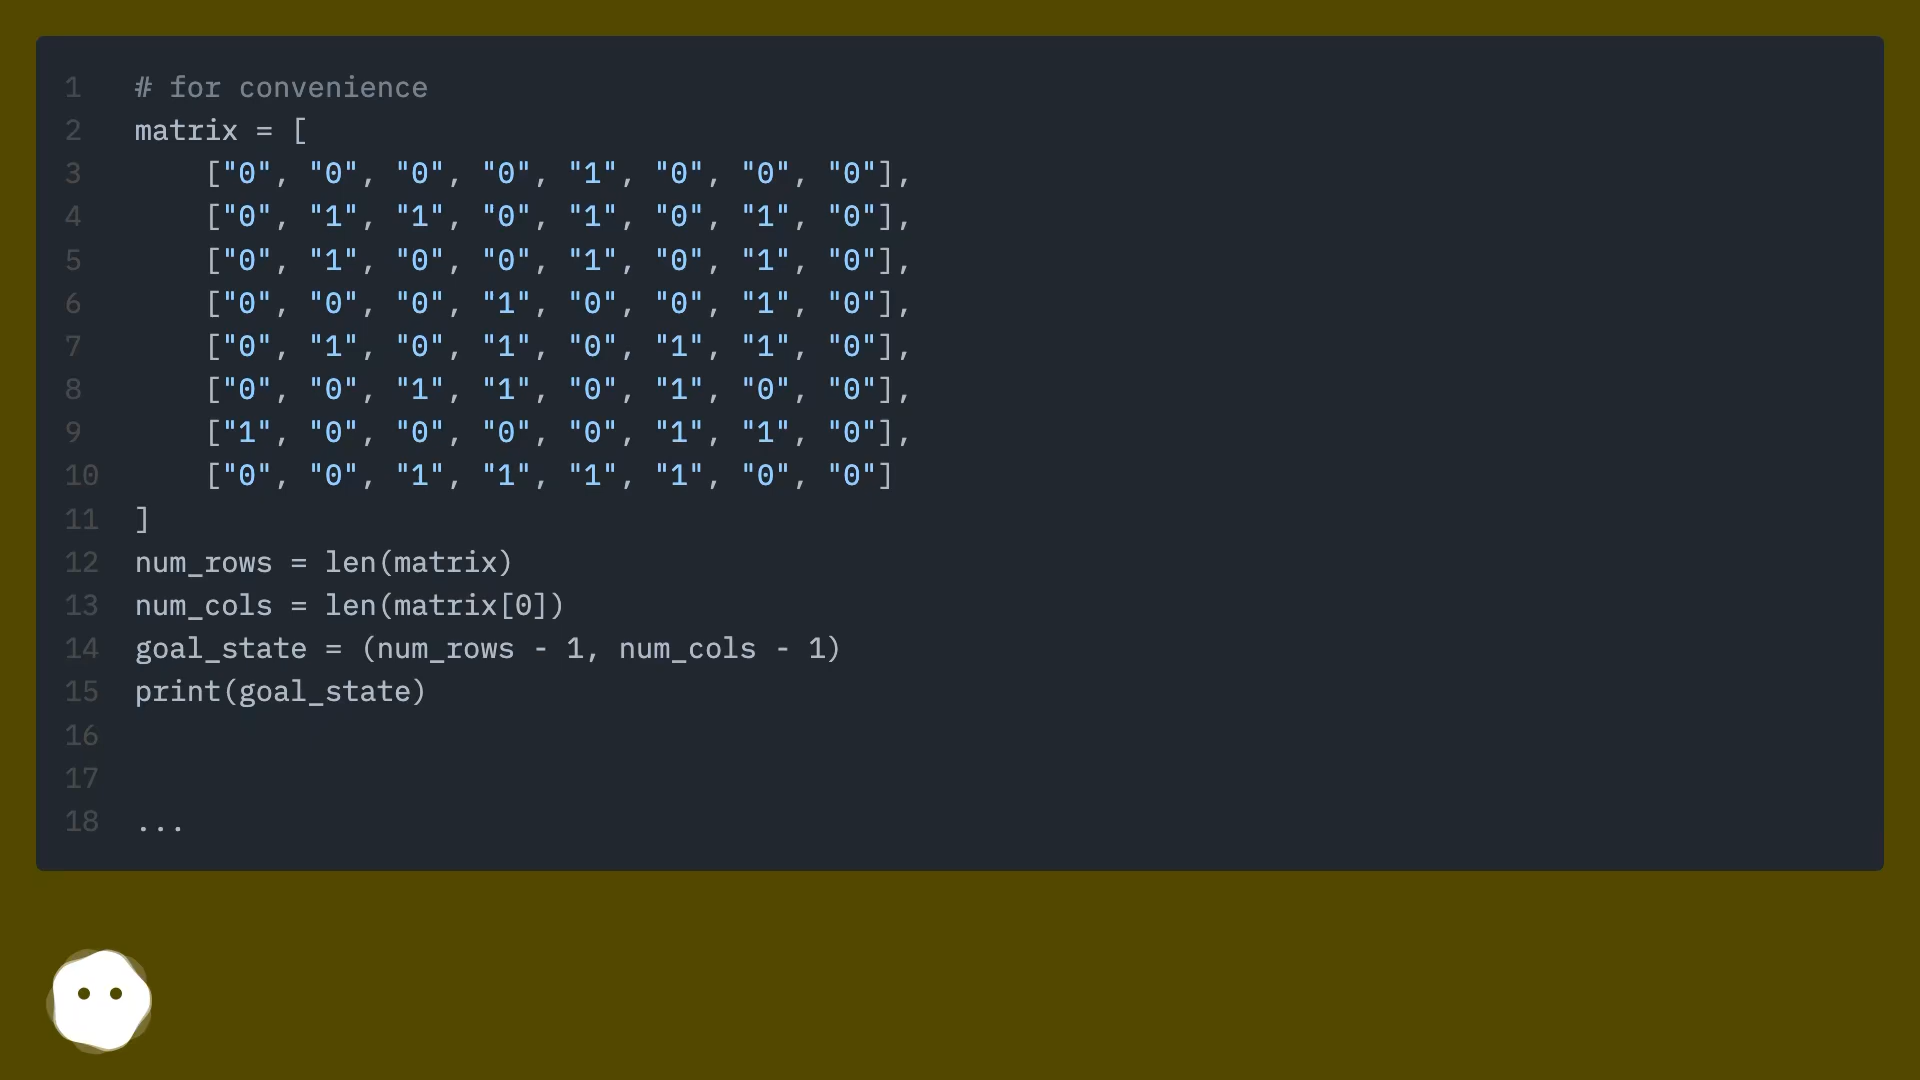 1 # for convenience
2 matrix = [
3 ["0", "0", "0", "0", "1", "0", "0", "0"],
4 ["0", "1", "1", "0", "1", "0", "1", "0"],
5 ["0", "1", "0", "0", "1", "0", "1", "0"],
6 ["0", "0", "0", "1", "0", "0", "1", "0"],
7 ["0", "1", "0", "1", "0", "1", "1", "0"],
8 ["0", "0", "1", "1", "0", "1", "0", "0"],
9 ["1", "0", "0", "0", "0", "1", "1", "0"],
10 ["0", "0", "1", "1", "1", "1", "0", "0"]
11 ]
12 num_rows = len(matrix)
13 num_cols = len(matrix[0])
14 goal_state = (num_rows - 1, num_cols - 1)
15 print(goal_state)
16
17
18 ...